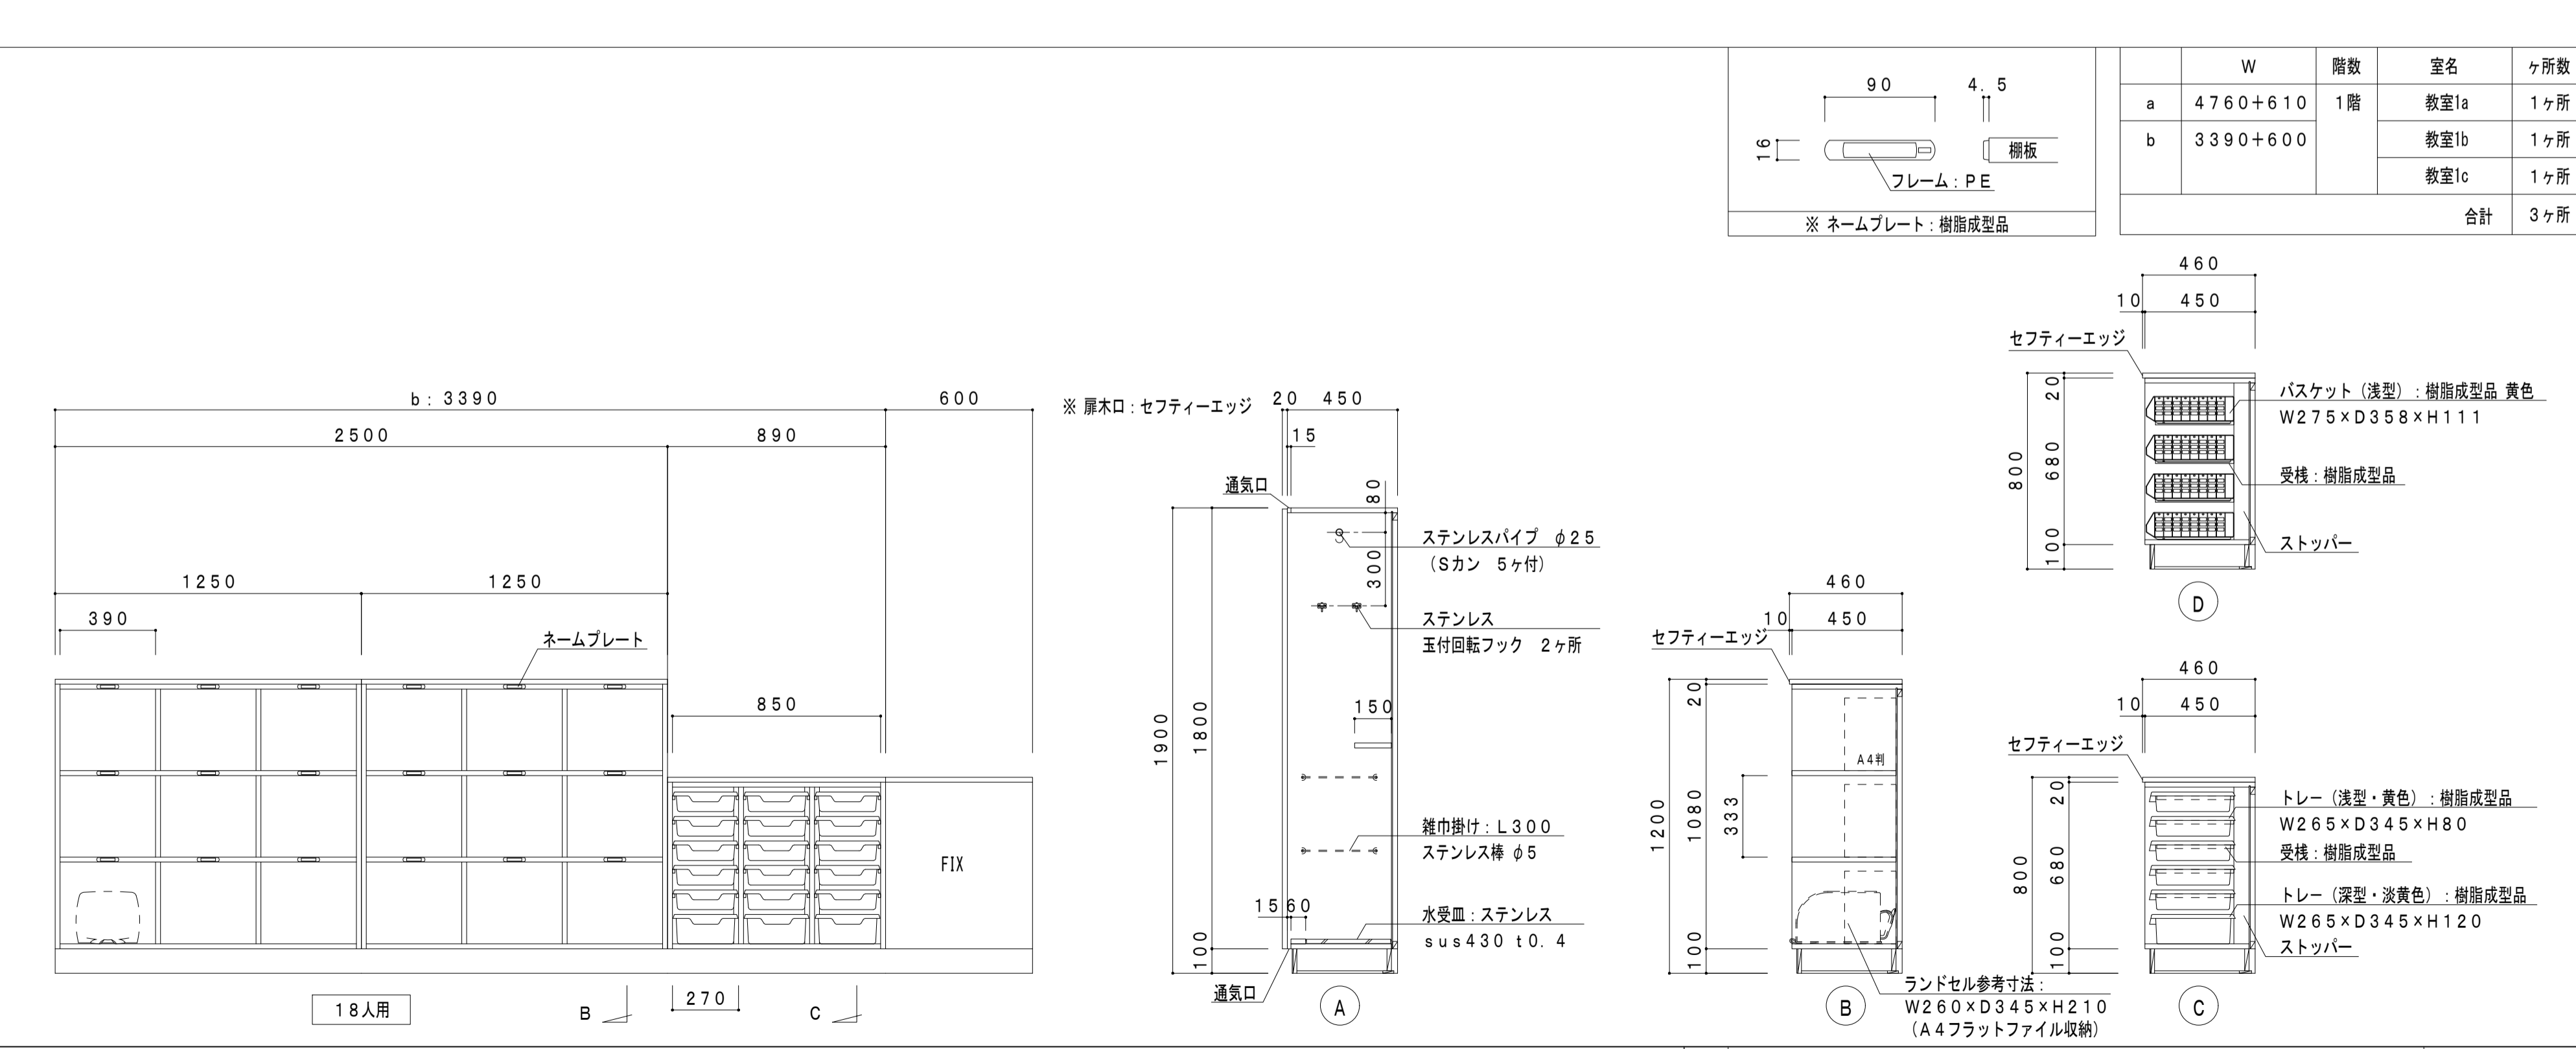 90
4.5
16
棚板
フレーム：ＰＥ
※ ネームプレート：樹脂成型品
W 階数 室名 ヶ所数
a 4760+610 1階 教室1a 1ヶ所
b 3390+600 教室1b 1ヶ所
教室1c 1ヶ所
合計 3ヶ所
b: 3390
600
2500
890
1250
1250
390
ネームプレート
850
FIX
18人用
B
270
C
※ 扉木口：セフティーエッジ
20 450
15
通気口
80
300
ステンレスパイプ φ25
（Sカン 5ヶ付）
ステンレス
玉付回転フック 2ヶ所
150
1900
1800
100
雑巾掛け：L300
ステンレス棒 φ5
15 60
水受皿：ステンレス
sus430 t0.4
通気口
A
460
10 450
セフティーエッジ
20
A4判
1200
1080
333
100
ランドセル参考寸法：
W260×D345×H210
（A4フラットファイル収納）
B
460
10 450
セフティーエッジ
20
800
680
100
バスケット（浅型）：樹脂成型品 黄色
W275×D358×H111
受桟：樹脂成型品
ストッパー
D
460
10 450
セフティーエッジ
20
800
680
100
トレー（浅型・黄色）：樹脂成型品
W265×D345×H80
受桟：樹脂成型品
トレー（深型・淡黄色）：樹脂成型品
W265×D345×H120
ストッパー
C